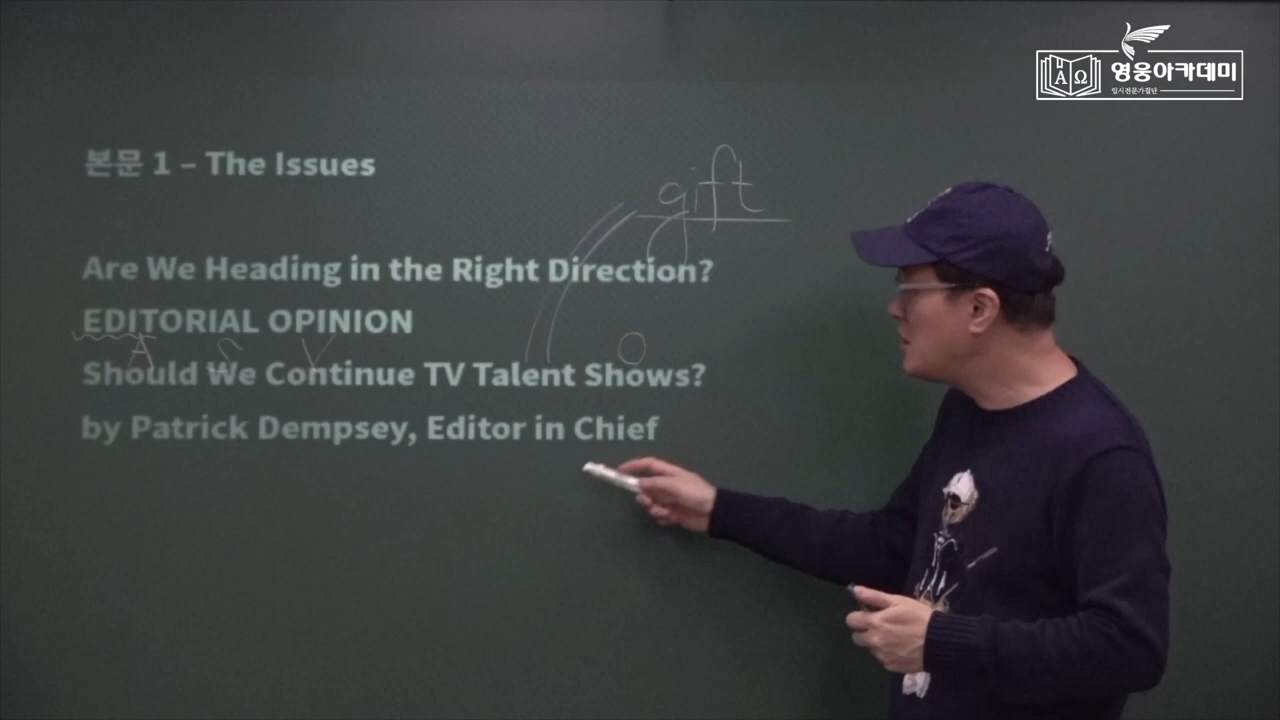 영웅아카데미
입시전문가집단
본문 1 – The Issues
gift
Are We Heading in the Right Direction?
EDITORIAL OPINION
A S V O
Should We Continue TV Talent Shows?
by Patrick Dempsey, Editor in Chief